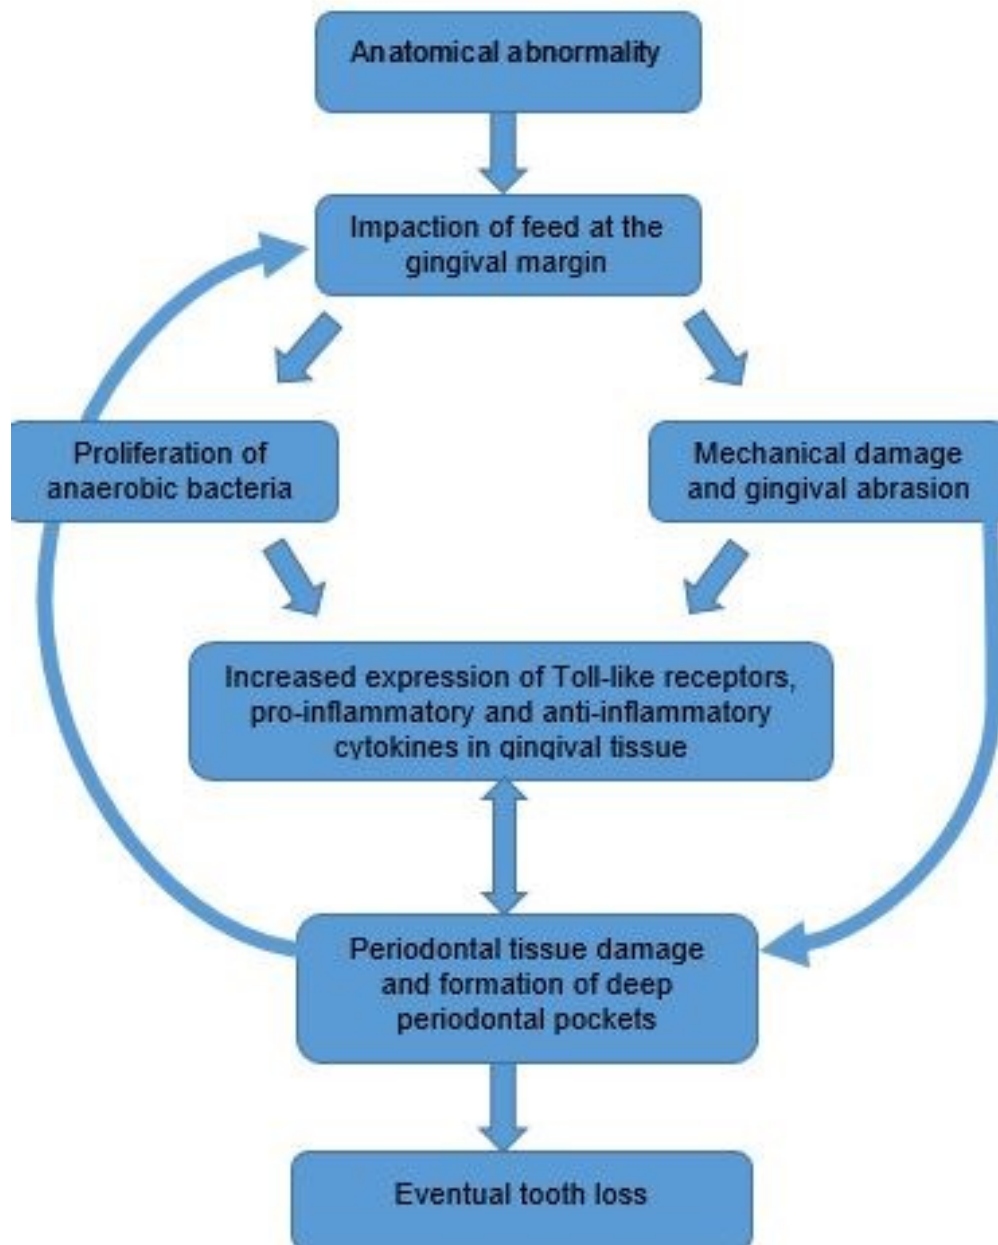 Anatomical abnormality
Impaction of feed at the
gingival margin
Proliferation of
anaerobic bacteria
Mechanical damage
and gingival abrasion
Increased expression of Toll-like receptors,
pro-inflammatory and anti-inflammatory
cytokines in gingival tissue
Periodontal tissue damage
and formation of deep
periodontal pockets
Eventual tooth loss